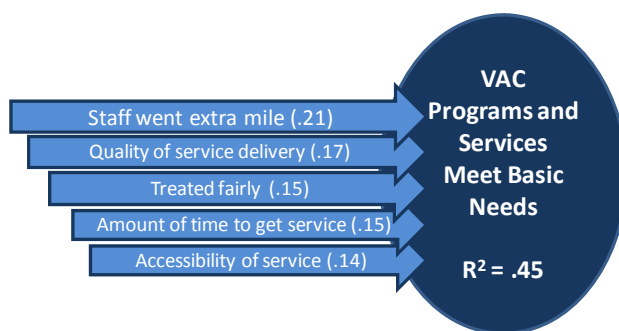 Staff went extra mile (.21)
Quality of service delivery (.17)
Treated fairly (.15)
Amount of time to get service (.15)
Accessibility of service (.14)
VAC
Programs and
Services
Meet Basic
Needs
R² = .45